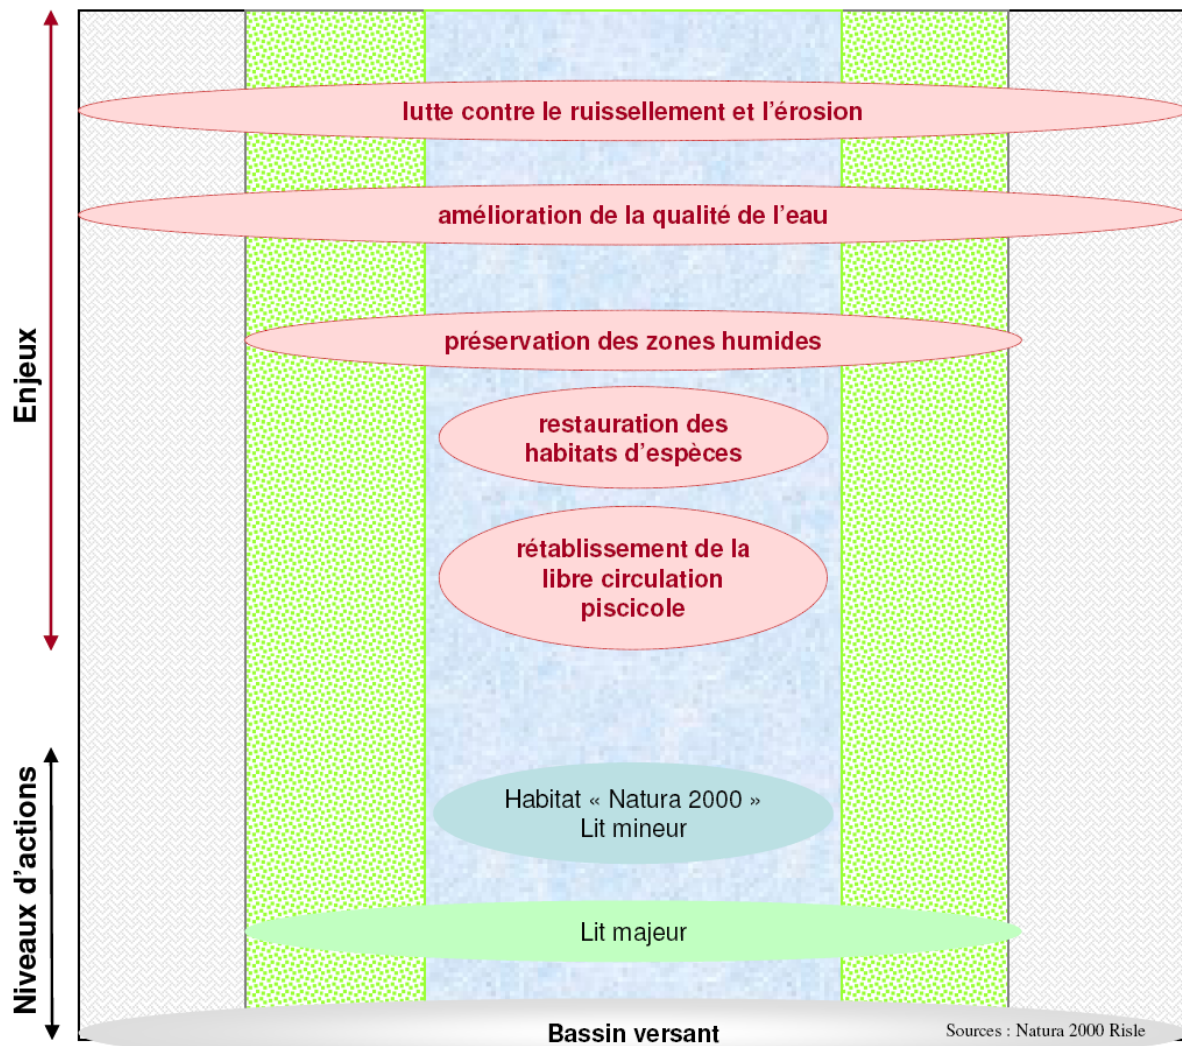 lutte contre le ruissellement et l’érosion
amélioration de la qualité de l’eau
préservation des zones humides
restauration des
habitats d’espèces
rétablissement de la
libre circulation
piscicole
Enjeux
Habitat « Natura 2000 »
Lit mineur
Lit majeur
Niveaux d’actions
Bassin versant
Sources : Natura 2000 Risle